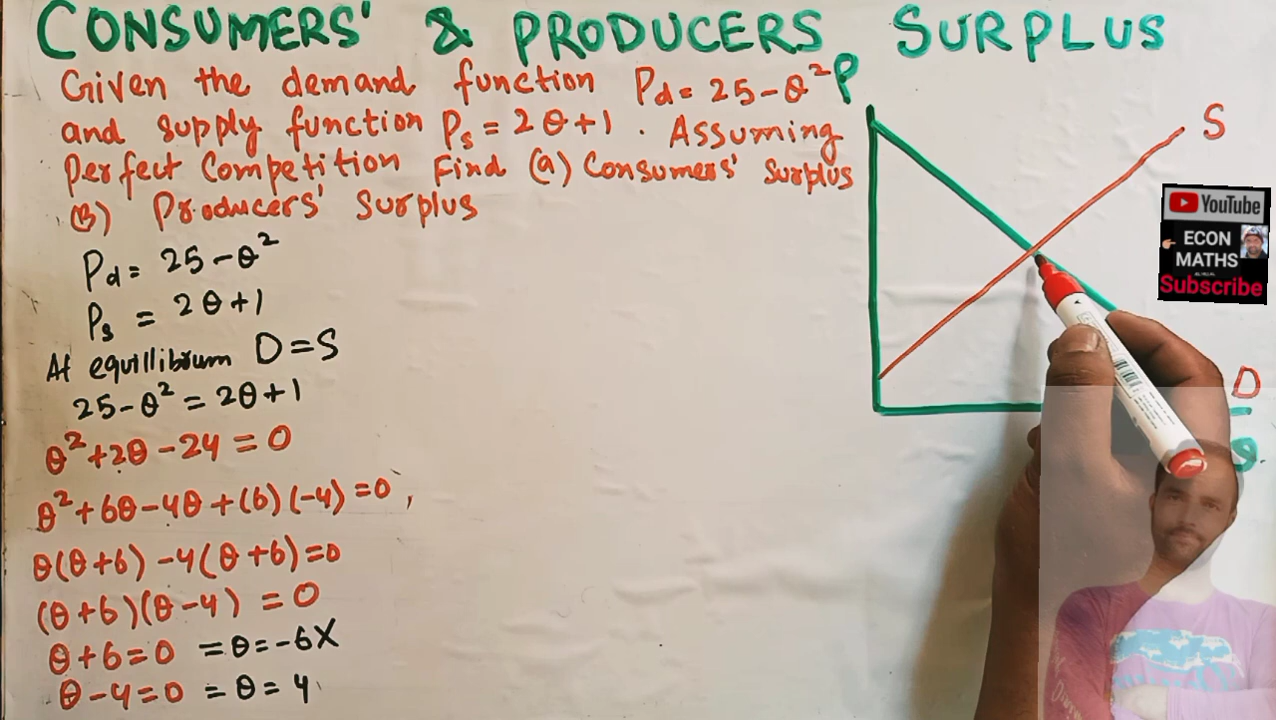 CONSUMERS' & PRODUCERS SURPLUS
Given the demand function Pd = 25-θ²
and supply function Ps = 2θ+1. Assuming
perfect competition Find (a) Consumers' Surplus
(B) Producers' Surplus
Pd = 25-θ²
Ps = 2θ+1
At equillibrium D=S
25-θ² = 2θ+1
θ²+2θ-24=0
θ²+6θ-4θ+(6)(-4)=0,
θ(θ+6)-4(θ+6)=0
(θ+6)(θ-4)=0
θ+6=0 =θ=-6X
θ-4=0 =θ=4
P
S
D
θ
YouTube
ECON
MATHS
Subscribe